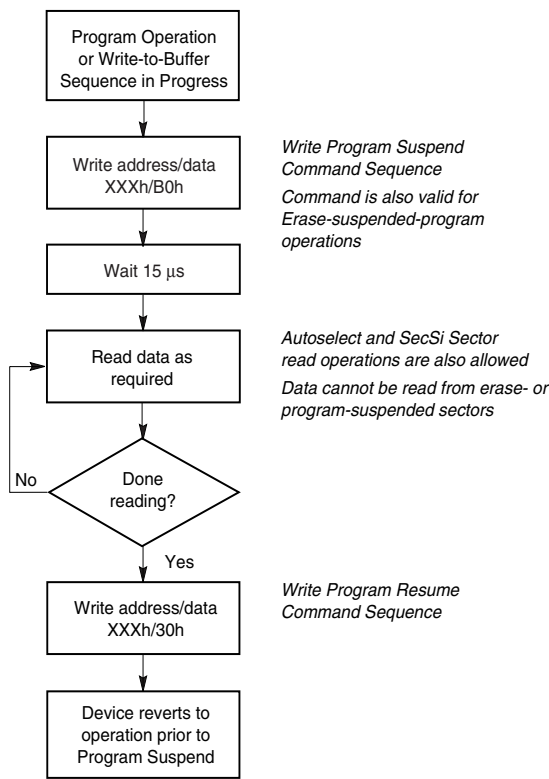 Program Operation
or Write-to-Buffer
Sequence in Progress
Write address/data
XXXh/B0h
Write Program Suspend
Command Sequence
Command is also valid for
Erase-suspended-program
operations
Wait 15 μs
Read data as
required
Autoselect and SecSi Sector
read operations are also allowed
Data cannot be read from erase- or
program-suspended sectors
No
Done
reading?
Yes
Write address/data
XXXh/30h
Write Program Resume
Command Sequence
Device reverts to
operation prior to
Program Suspend